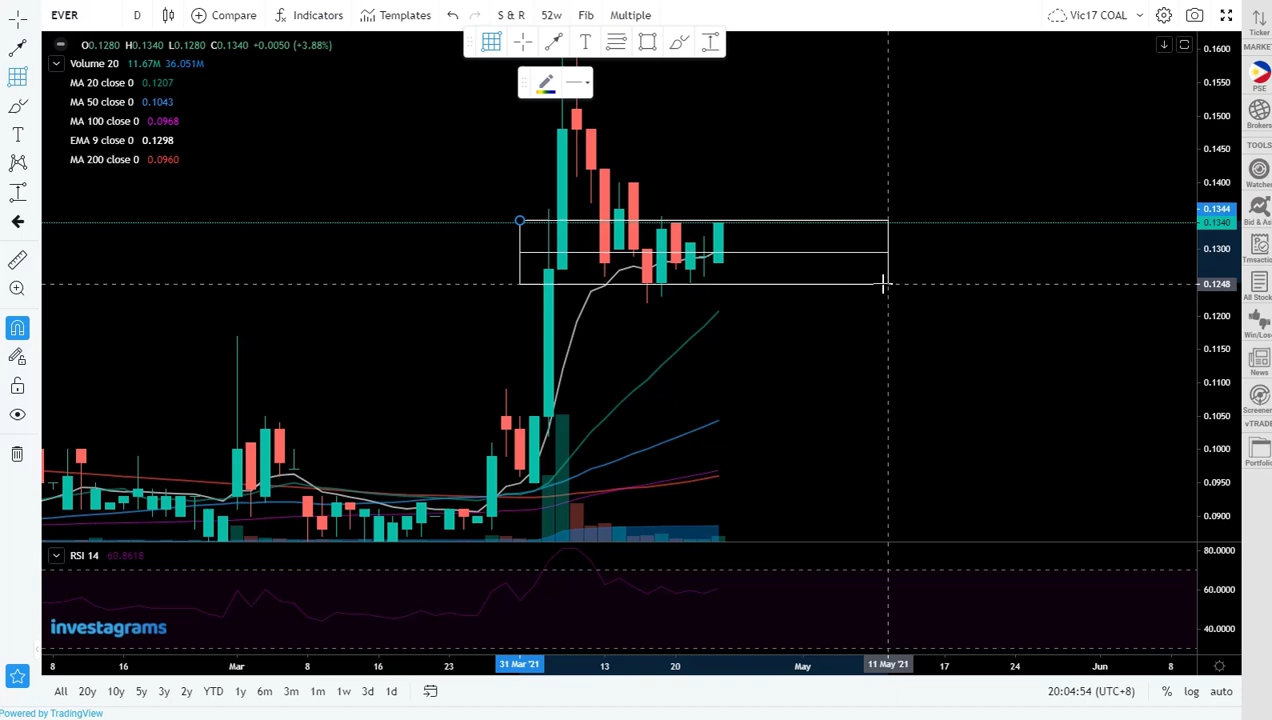 EVER D Compare Indicators Templates S & R 52w Fib Multiple Vic17 COAL
O0.1280 H0.1340 L0.1280 C0.1340 +0.0050 (+3.88%)
Volume 20 11.67M 36.051M
MA 20 close 0 0.1207
MA 50 close 0 0.1043
MA 100 close 0 0.0968
EMA 9 close 0 0.1298
MA 200 close 0 0.0960
0.1600
0.1550
0.1500
0.1450
0.1400
0.1344
0.1340
0.1300
0.1248
0.1200
0.1150
0.1100
0.1050
0.1000
0.0950
0.0900
RSI 14 60.8618
80.0000
60.0000
40.0000
investagrams
8 16 Mar 8 16 23 31 Mar '21 13 20 May 11 May '21 17 24 Jun 8
All 20y 10y 5y 3y 2y YTD 1y 6m 3m 1m 1w 3d 1d 20:04:54 (UTC+8) % log auto
Powered by TradingView
Ticker
MARKE
PSE
Brokers
TOOLS
Watcher
Bid & As
Trnsactio
All Stock
Win/Lose
News
Screener
vTRADE
Portfolio